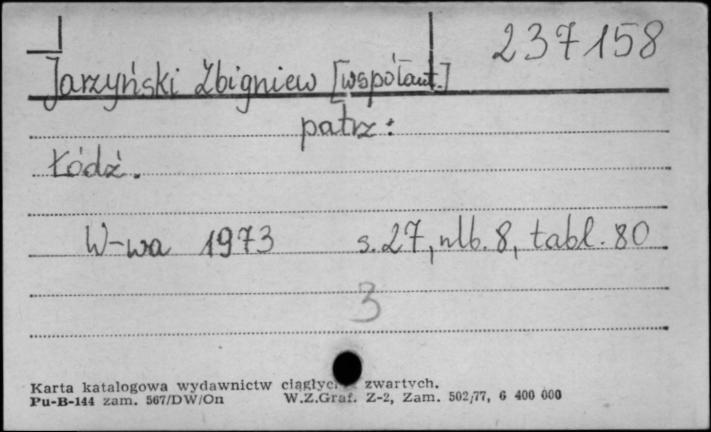 237158
Jarzyński Zbigniew [współaut.]
patrz:
Łódź.
W-wa 1973 s. 27, nlb. 8, tabl. 80
3
Karta katalogowa wydawnictw zwartych.
Pu-B-144 zam. 567/DW/On W.Z.Graf. Z-2, Zam. 502/77, 6 400 000